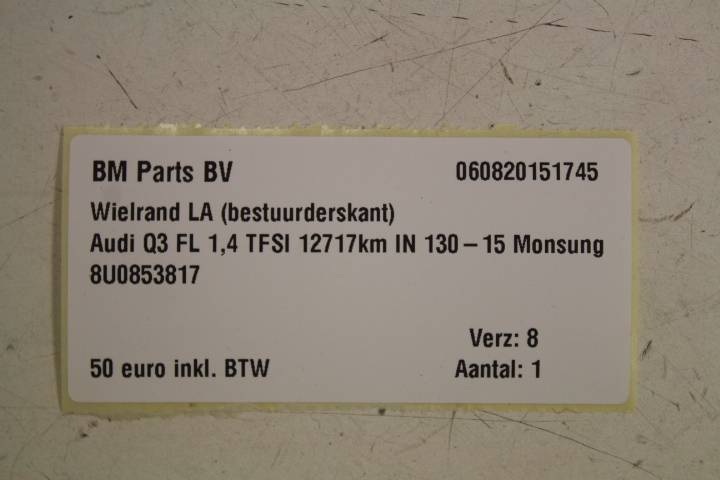 BM Parts BV 060820151745
Wielrand LA (bestuurderskant)
Audi Q3 FL 1,4 TFSI 12717km IN 130 – 15 Monsung
8U0853817
Verz: 8
50 euro inkl. BTW Aantal: 1